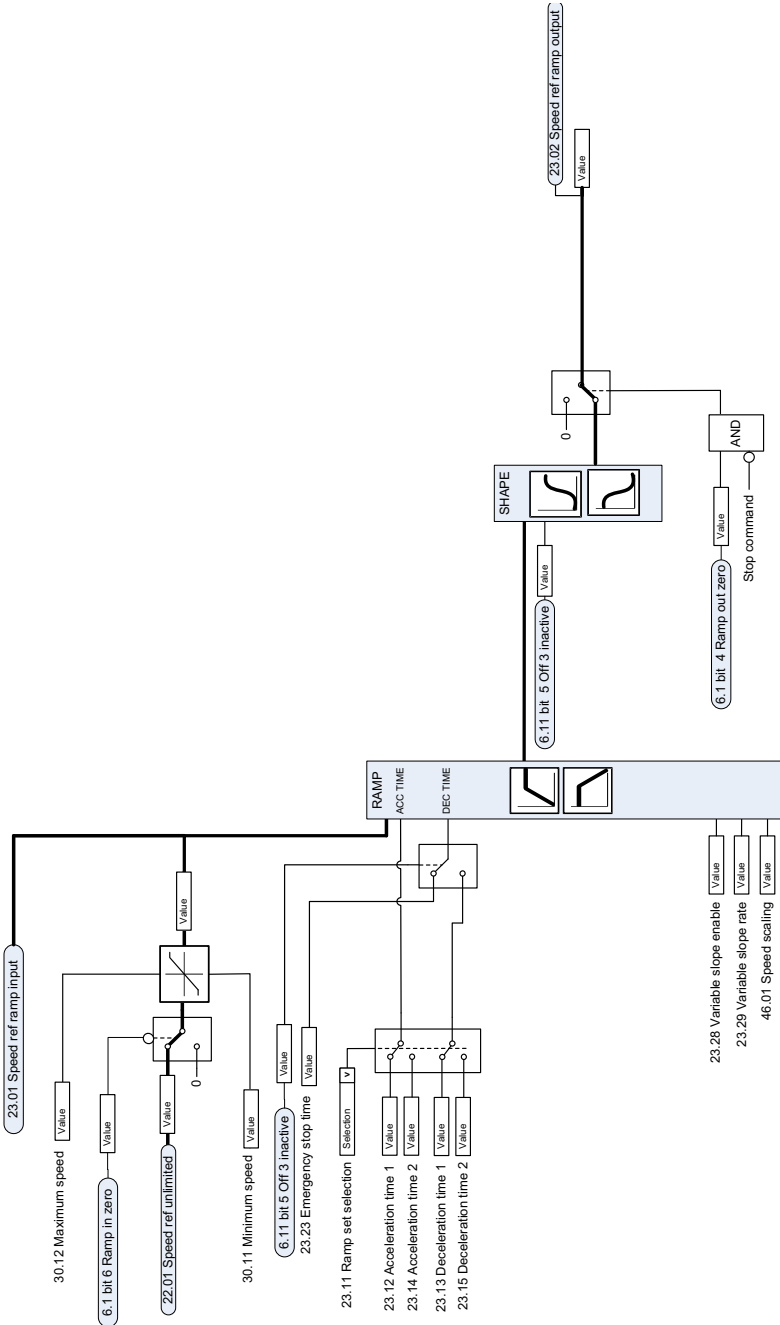 23.01 Speed ref ramp input
30.12 Maximum speed
Value
6.1 bit 6 Ramp in zero
Value
22.01 Speed ref unlimited
Value
0
Value
30.11 Minimum speed
Value
6.11 bit 5 Off 3 inactive
Value
23.23 Emergency stop time
Value
23.11 Ramp set selection
Selection
v
23.12 Acceleration time 1
Value
23.14 Acceleration time 2
Value
23.13 Deceleration time 1
Value
23.15 Deceleration time 2
Value
RAMP
ACC TIME
DEC TIME
23.28 Variable slope enable
Value
23.29 Variable slope rate
Value
46.01 Speed scaling
Value
SHAPE
6.11 bit 5 Off 3 inactive
Value
0
6.1 bit 4 Ramp out zero
Value
Stop command
AND
Value
23.02 Speed ref ramp output